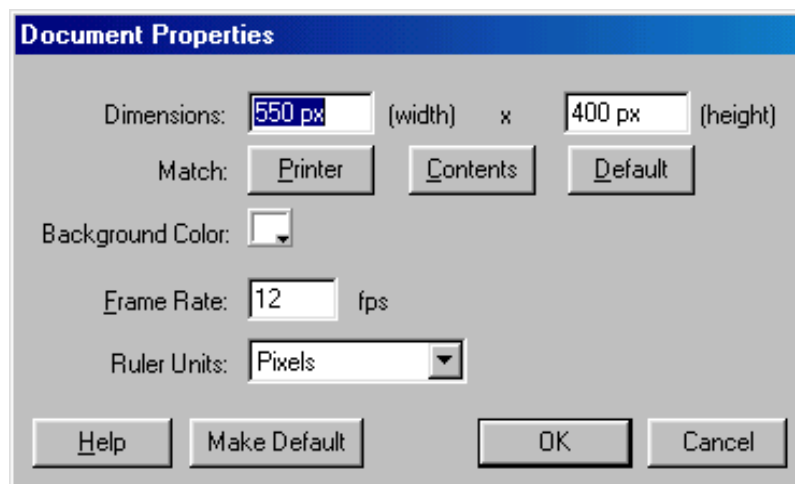 Document Properties
Dimensions: 550 px (width) x 400 px (height)
Match: Printer Contents Default
Background Color:
Frame Rate: 12 fps
Ruler Units: Pixels
Help Make Default OK Cancel